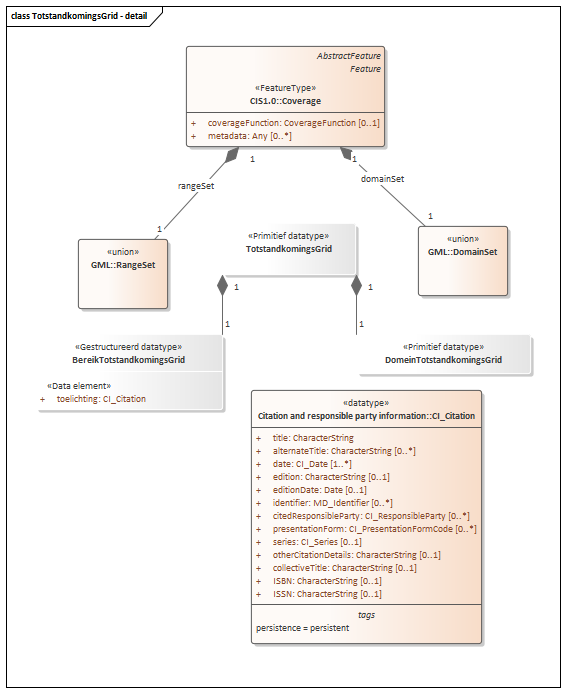 class TotstandkomingsGrid - detail
AbstractFeature
Feature
«FeatureType»
CIS1.0::Coverage
+ coverageFunction: CoverageFunction [0..1]
+ metadata: Any [0..*]
1
1
rangeSet
domainSet
1
1
«union»
GML::RangeSet
«Primitief datatype»
TotstandkomingsGrid
«union»
GML::DomainSet
1
1
1
1
«Gestructureerd datatype»
BereikTotstandkomingsGrid
«Data element»
+ toelichting: CI_Citation
«Primitief datatype»
DomeinTotstandkomingsGrid
«datatype»
Citation and responsible party information::CI_Citation
+ title: CharacterString
+ alternateTitle: CharacterString [0..*]
+ date: CI_Date [1..*]
+ edition: CharacterString [0..1]
+ editionDate: Date [0..1]
+ identifier: MD_Identifier [0..*]
+ citedResponsibleParty: CI_ResponsibleParty [0..*]
+ presentationForm: CI_PresentationFormCode [0..*]
+ series: CI_Series [0..1]
+ otherCitationDetails: CharacterString [0..1]
+ collectiveTitle: CharacterString [0..1]
+ ISBN: CharacterString [0..1]
+ ISSN: CharacterString [0..1]
tags
persistence = persistent